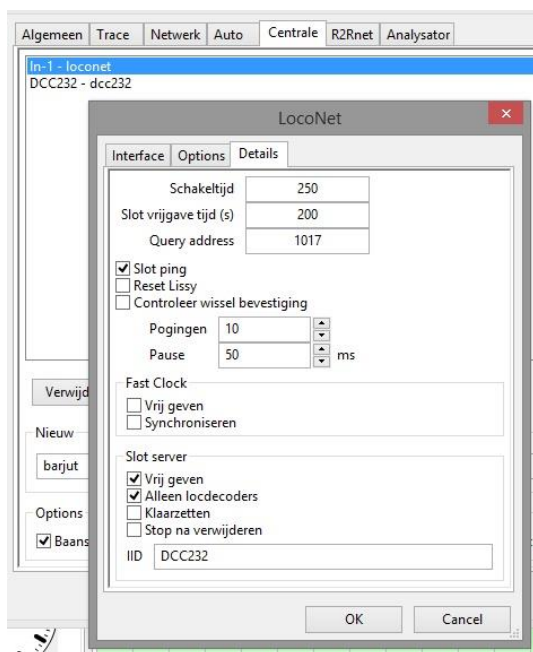 Algemeen Trace Netwerk Auto Centrale R2Rnet Analysator
In-1 - loconet
DCC232 - dcc232
LocoNet
Interface Options Details
Schakeltijd 250
Slot vrijgave tijd (s) 200
Query address 1017
Slot ping
Reset Lissy
Controleer wissel bevestiging
Pogingen 10
Pause 50 ms
Fast Clock
Vrij geven
Synchroniseren
Slot server
Vrij geven
Alleen locdecoders
Klaarzetten
Stop na verwijderen
IID DCC232
OK Cancel
Verwijd
Nieuw
barjut
Options
Baans